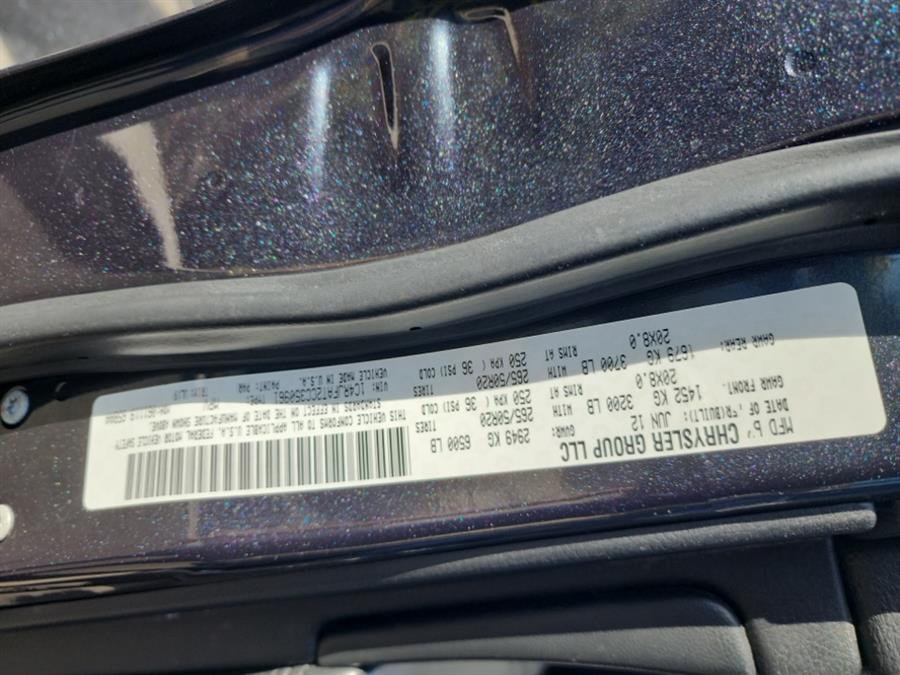 MFD BY CHRYSLER GROUP LLC
DATE OF MFR(BUILT): JUN 12 GVWR: 2949 KG 6500 LB
GAWR FRONT: 1452 KG 3200 LB WITH TIRES 265/50R20
20X8.0 RIMS AT 250 KPA ( 36 PSI) COLD
GAWR REAR: 1679 KG 3700 LB WITH TIRES 265/50R20
20X8.0 RIMS AT 250 KPA ( 36 PSI) COLD
THIS VEHICLE CONFORMS TO ALL APPLICABLE U.S.A. FEDERAL MOTOR VEHICLE SAFETY
STANDARDS IN EFFECT ON THE DATE OF MANUFACTURE SHOWN ABOVE.
VIN:
VEHICLE MADE IN U.S.A. PAINT: TRIM: